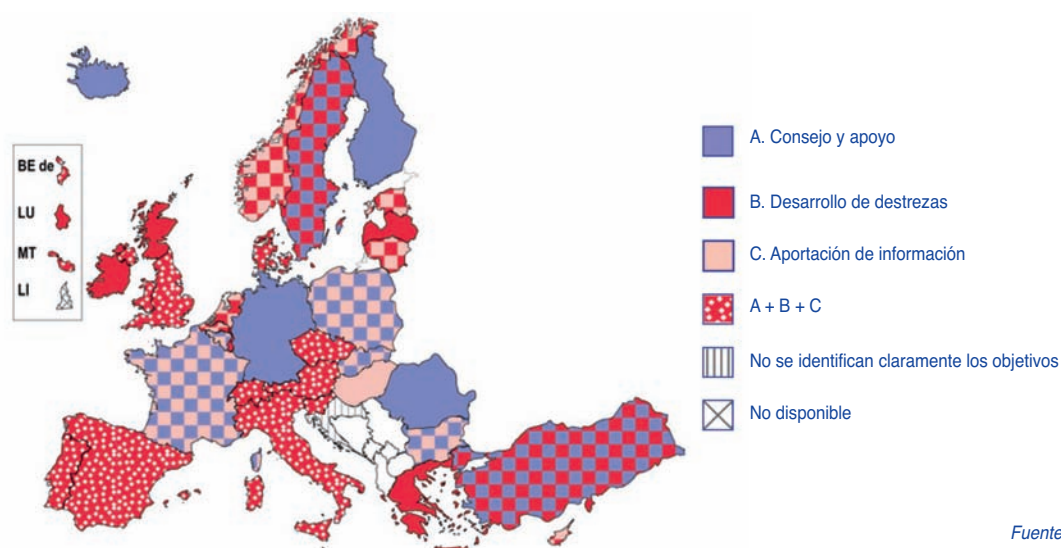 BE de
LU
MT
LI
A. Consejo y apoyo
B. Desarrollo de destrezas
C. Aportación de información
A + B + C
No se identifican claramente los objetivos
No disponible
Fuente